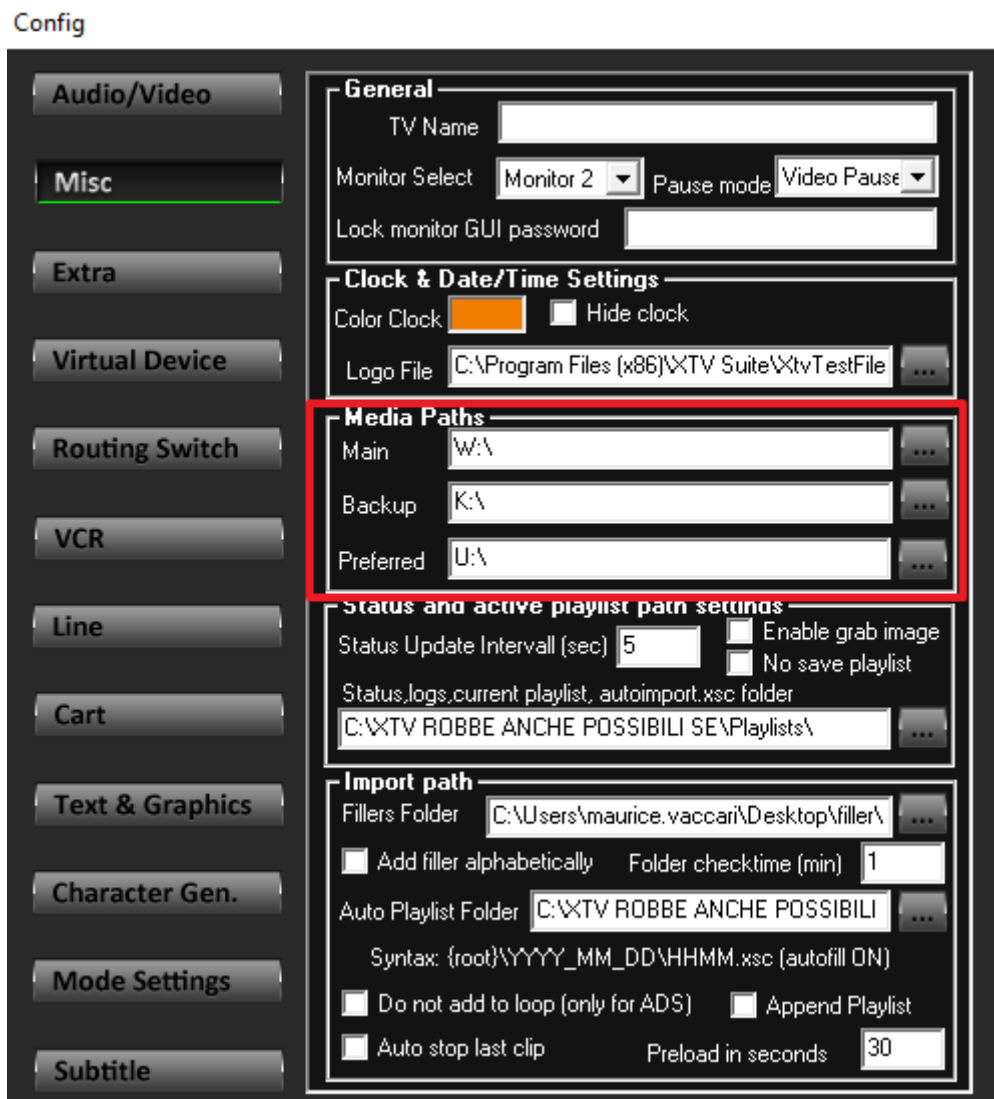 Config
Audio/Video
Misc
Extra
Virtual Device
Routing Switch
VCR
Line
Cart
Text & Graphics
Character Gen.
Mode Settings
Subtitle
General
TV Name
Monitor Select Monitor 2 Pause mode Video Pause
Lock monitor GUI password
Clock & Date/Time Settings
Color Clock Hide clock
Logo File C:\Program Files (x86)\XTV Suite\XtvTestFile ...
Media Paths
Main W:\ ...
Backup K:\ ...
Preferred U:\ ...
Status and active playlist path settings
Status Update Intervall (sec) 5 Enable grab image
No save playlist
Status,logs,current playlist, autoimport.xsc folder
C:\XTV ROBBE ANCHE POSSIBILI SE\Playlists\ ...
Import path
Fillers Folder C:\Users\maurice.vaccari\Desktop\filler\ ...
Add filler alphabetically Folder checktime (min) 1
Auto Playlist Folder C:\XTV ROBBE ANCHE POSSIBILI ...
Syntax: {root}\YYYY_MM_DD\HHMM.xsc (autofill ON)
Do not add to loop (only for ADS) Append Playlist
Auto stop last clip Preload in seconds 30